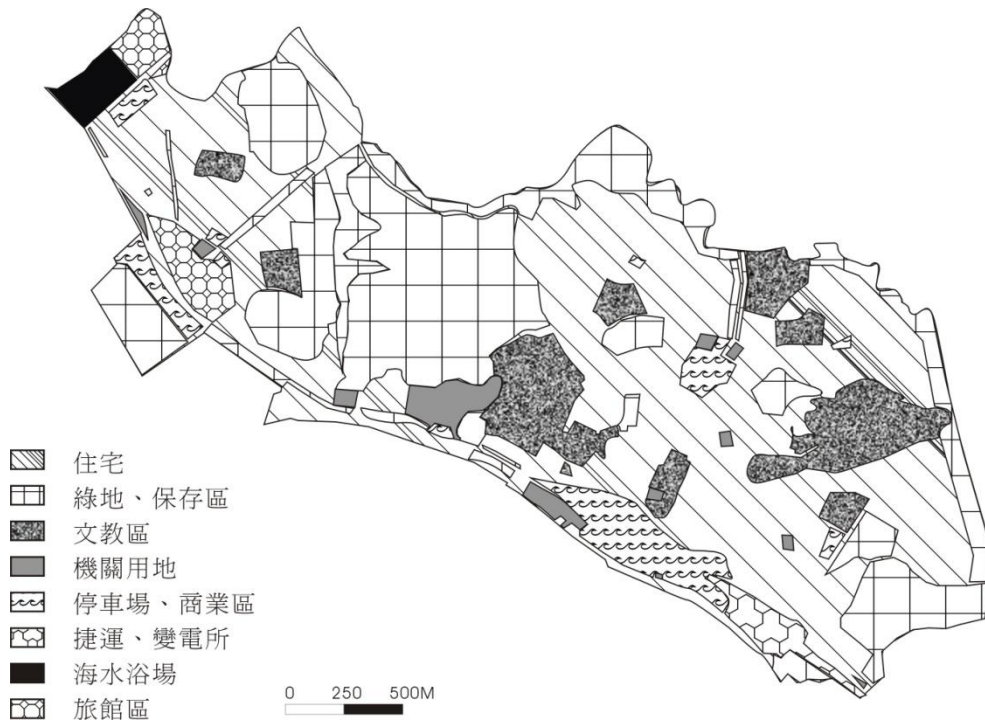 住宅
綠地、保存區
文教區
機關用地
停車場、商業區
捷運、變電所
海水浴場
旅館區
0 250 500M